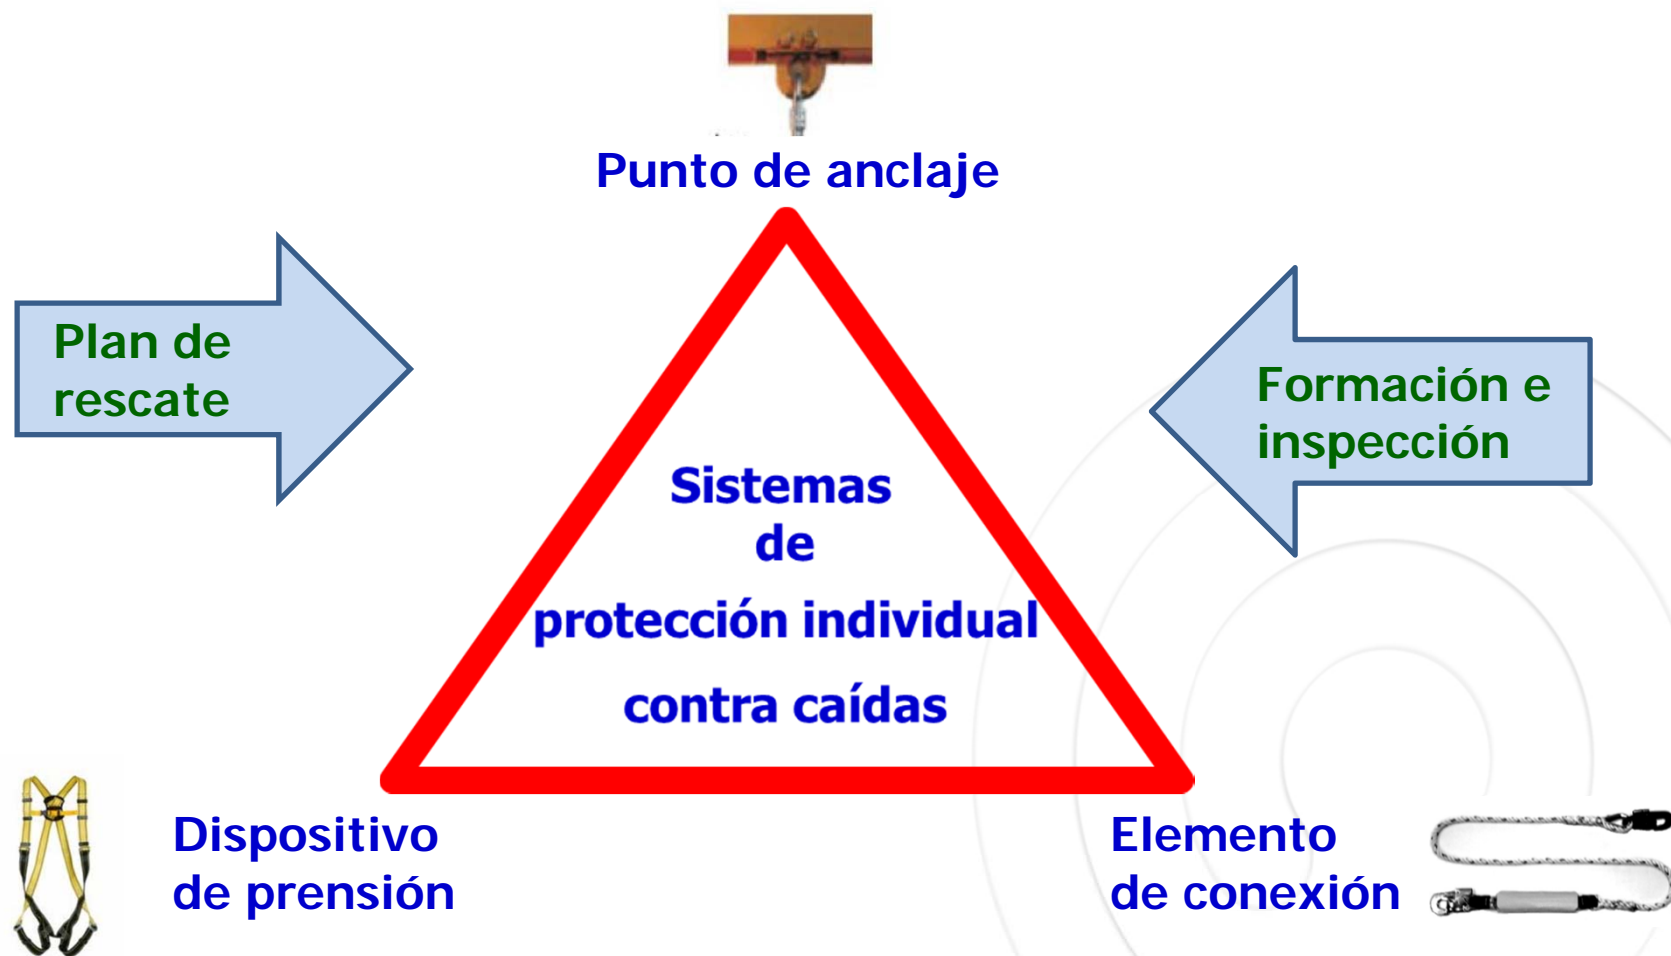 Punto de anclaje
Plan de
rescate
Formación e
inspección
Sistemas
de
protección individual
contra caídas
Dispositivo
de prensión
Elemento
de conexión